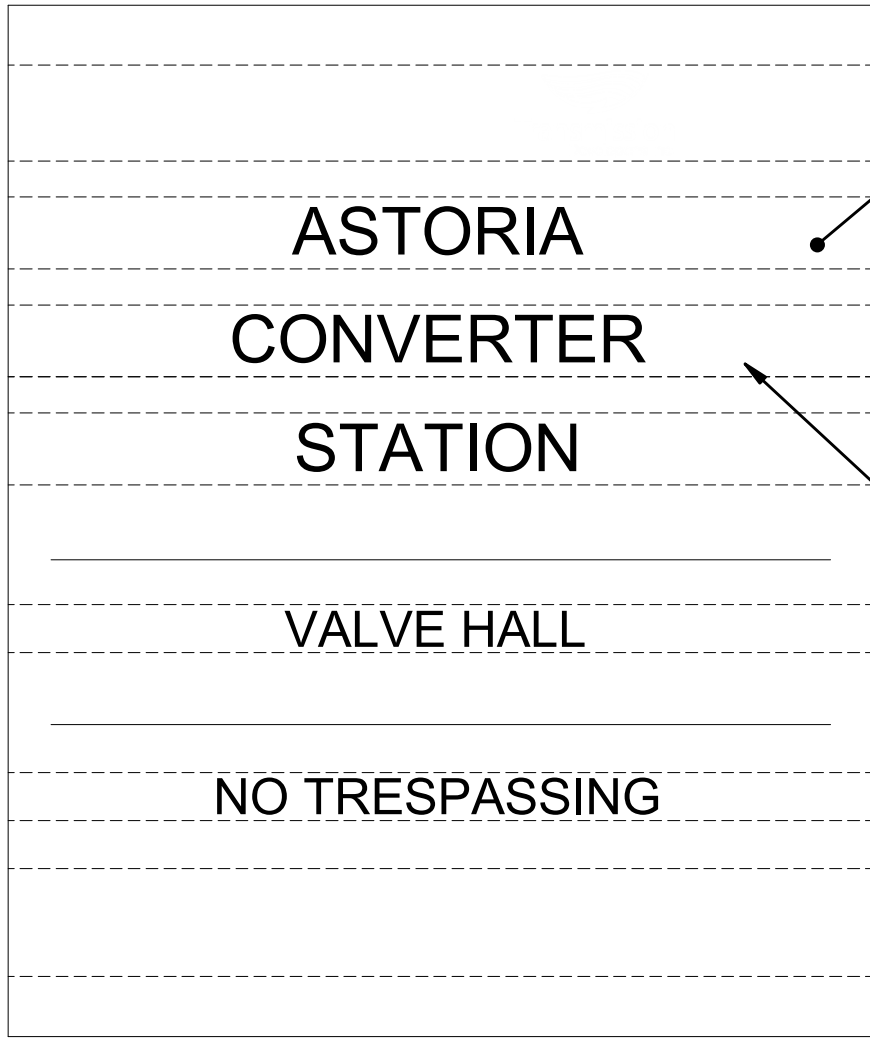 ASTORIA
CONVERTER
STATION
VALVE HALL
NO TRESPASSING